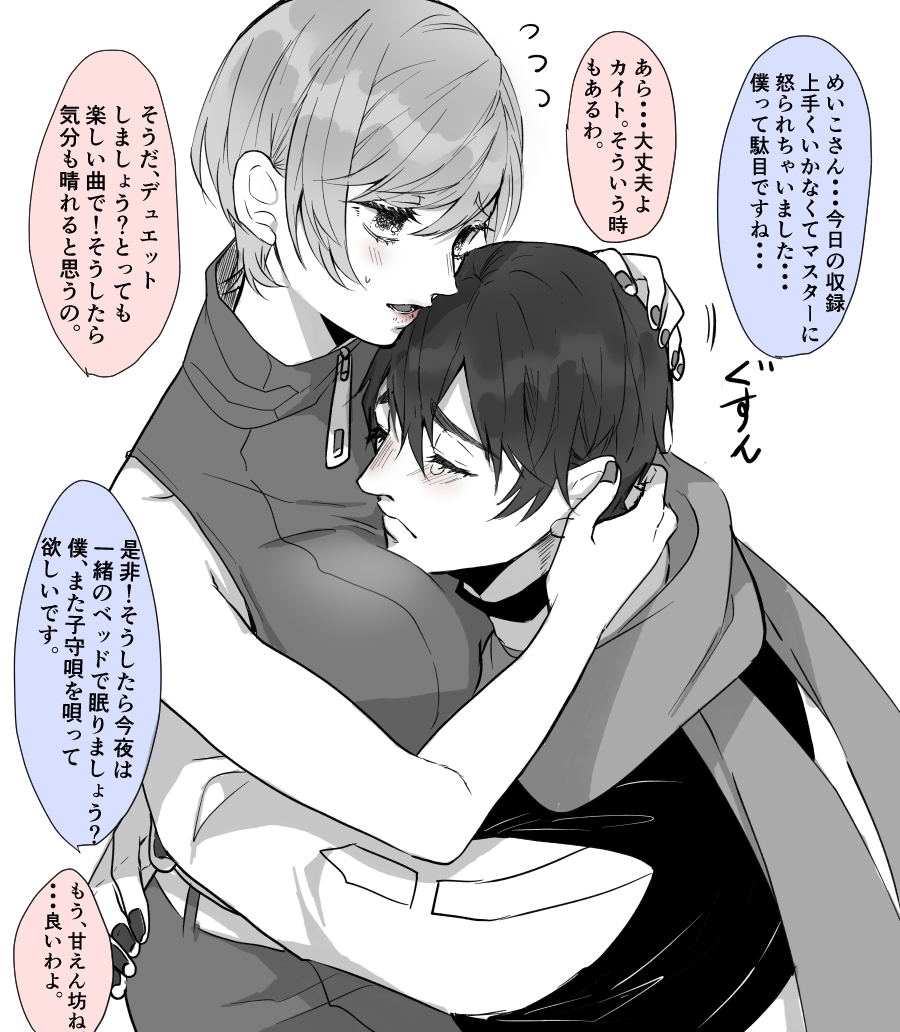 めいこさん・・・今日の収録
上手くいかなくてマスターに
怒られちゃいました・・・
僕って駄目ですね・・・
あら・・・大丈夫よ
カイト。そういう時
もあるわ。
ぐすん
そうだ、デュエット
しましょう?とっても
楽しい曲で!そうしたら
気分も晴れると思うの。
是非!そうしたら今夜は
一緒のベッドで眠りましょう?
僕、また子守唄を唄って
欲しいです。
もう、甘えん坊ね
・・・良いわよ。